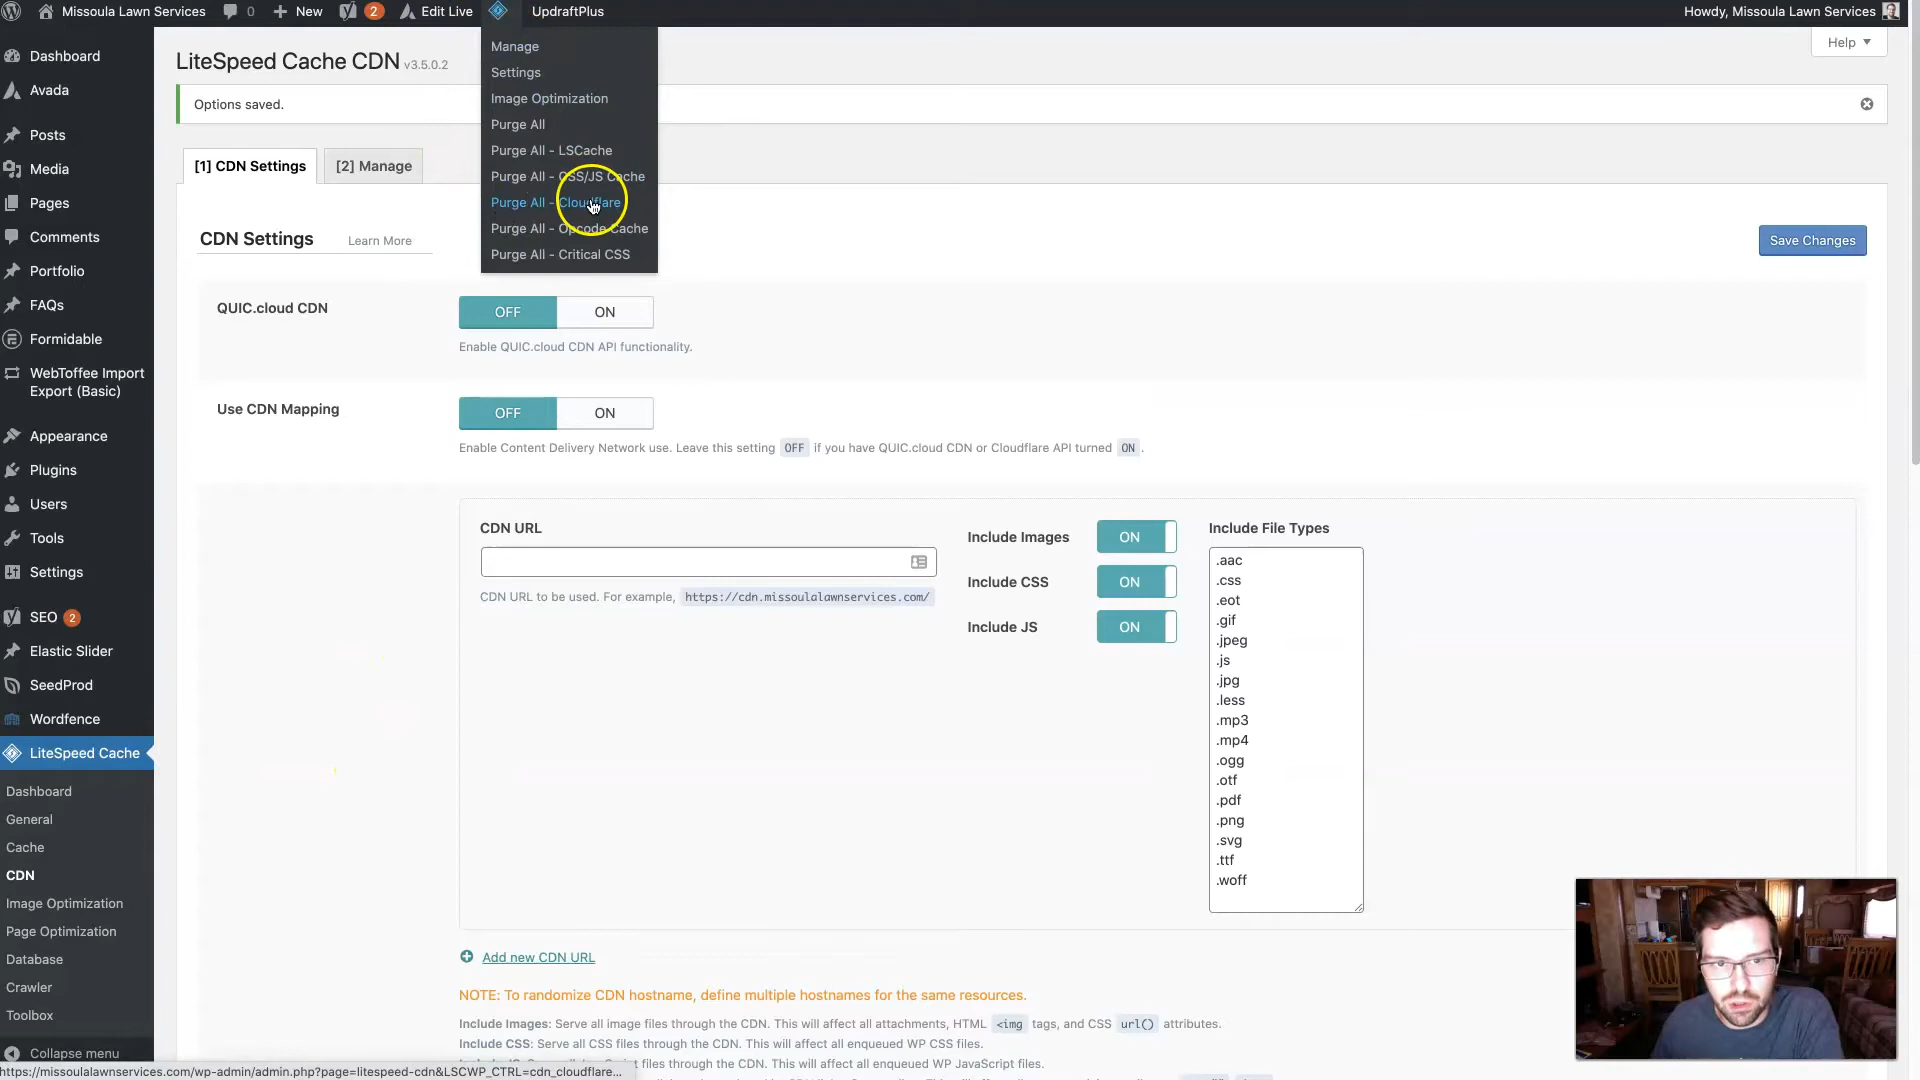 Missoula Lawn Services 0 New 2 Edit Live UpdraftPlus Howdy, Missoula Lawn Services
Help
Dashboard
Avada
Posts
Media
Pages
Comments
Portfolio
FAQs
Formidable
WebToffee Import
Export (Basic)
Appearance
Plugins
Users
Tools
Settings
SEO 2
Elastic Slider
SeedProd
Wordfence
LiteSpeed Cache
Dashboard
General
Cache
CDN
Image Optimization
Page Optimization
Database
Crawler
Toolbox
Collapse menu
Manage
Settings
Image Optimization
Purge All
Purge All - LSCache
Purge All - CSS/JS Cache
Purge All - Cloudflare
Purge All - Opcode Cache
Purge All - Critical CSS
LiteSpeed Cache CDN v3.5.0.2
Options saved.
[1] CDN Settings [2] Manage
CDN Settings Learn More
Save Changes
QUIC.cloud CDN OFF ON
Enable QUIC.cloud CDN API functionality.
Use CDN Mapping OFF ON
Enable Content Delivery Network use. Leave this setting OFF if you have QUIC.cloud CDN or Cloudflare API turned ON .
CDN URL
CDN URL to be used. For example, https://cdn.missoulalawnservices.com/
Include Images ON
Include CSS ON
Include JS ON
Include File Types
.aac
.css
.eot
.gif
.jpeg
.js
.jpg
.less
.mp3
.mp4
.ogg
.otf
.pdf
.png
.svg
.ttf
.woff
Add new CDN URL
NOTE: To randomize CDN hostname, define multiple hostnames for the same resources.
Include Images: Serve all image files through the CDN. This will affect all attachments, HTML <img tags, and CSS url() attributes.
Include CSS: Serve all CSS files through the CDN. This will affect all enqueued WP CSS files.
files through the CDN. This will affect all enqueued WP JavaScript files.
https://missoulalawnservices.com/wp-admin/admin.php?page=litespeed-cdn&LSCWP_CTRL=cdn_cloudflare...